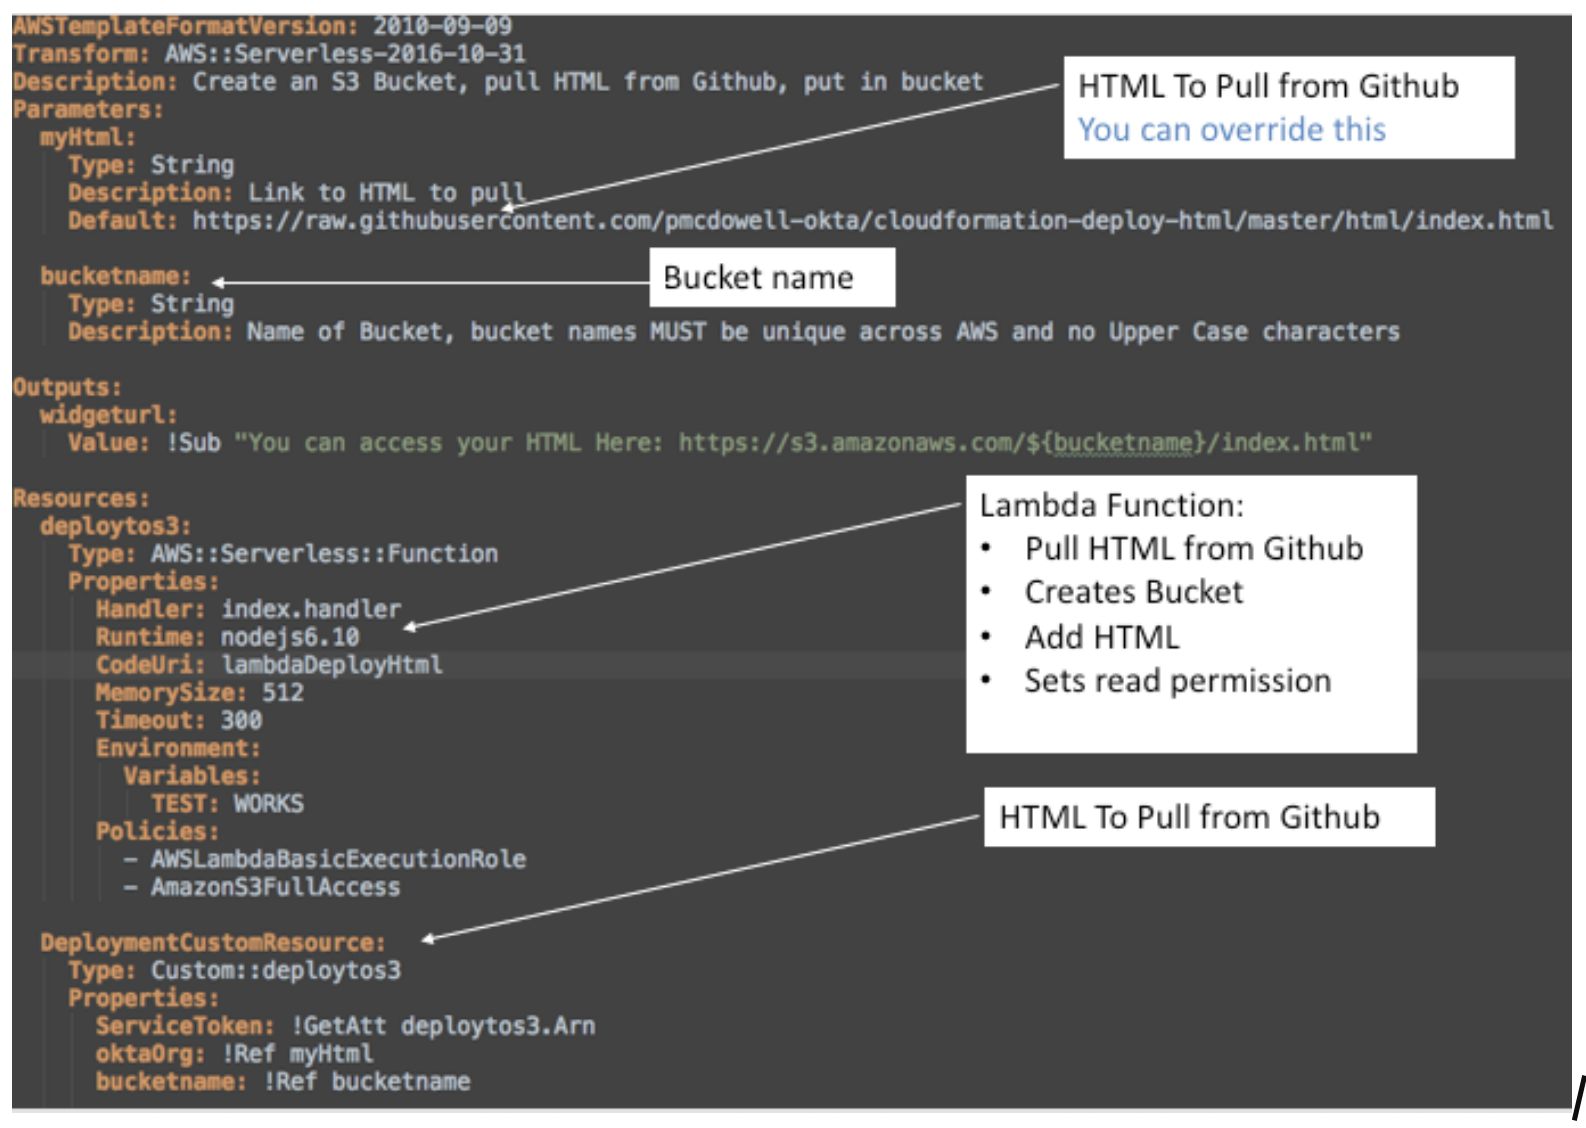 AWSTemplateFormatVersion: 2010-09-09
Transform: AWS::Serverless-2016-10-31
Description: Create an S3 Bucket, pull HTML from Github, put in bucket
Parameters:
myHtml:
Type: String
Description: Link to HTML to pull
Default: https://raw.githubusercontent.com/pmcdowell-okta/cloudformation-deploy-html/master/html/index.html
HTML To Pull from Github
You can override this
bucketname:
Bucket name
Type: String
Description: Name of Bucket, bucket names MUST be unique across AWS and no Upper Case characters
Outputs:
widgeturl:
Value: !Sub "You can access your HTML Here: https://s3.amazonaws.com/${bucketname}/index.html"
Resources:
deploytos3:
Type: AWS::Serverless::Function
Properties:
Handler: index.handler
Runtime: nodejs6.10
CodeUri: lambdaDeployHtml
MemorySize: 512
Timeout: 300
Environment:
Variables:
TEST: WORKS
Policies:
– AWSLambdaBasicExecutionRole
– AmazonS3FullAccess
Lambda Function:
• Pull HTML from Github
• Creates Bucket
• Add HTML
• Sets read permission
HTML To Pull from Github
DeploymentCustomResource:
Type: Custom::deploytos3
Properties:
ServiceToken: !GetAtt deploytos3.Arn
oktaOrg: !Ref myHtml
bucketname: !Ref bucketname
/